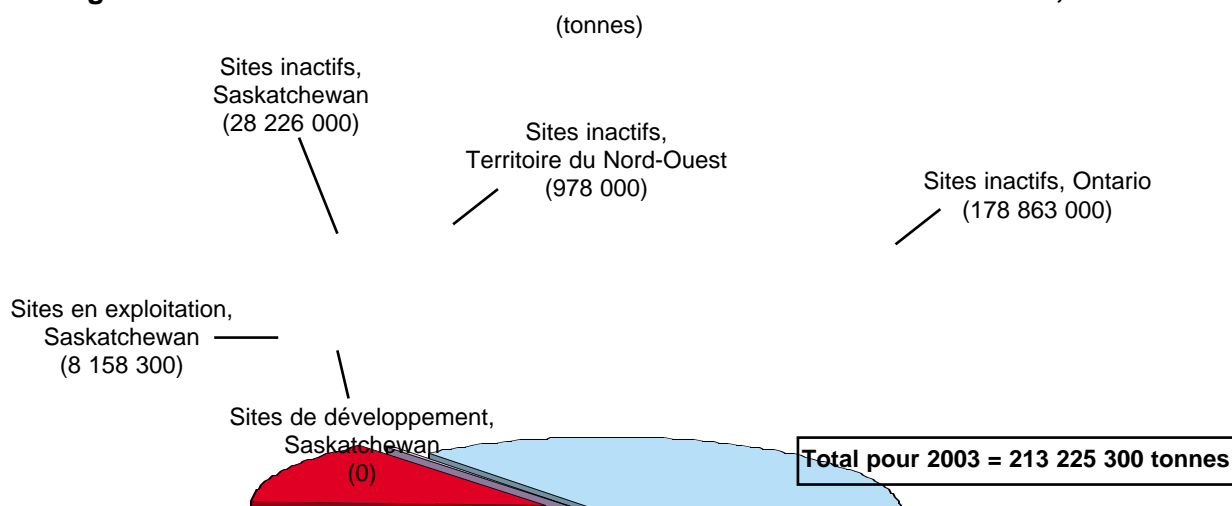 (tonnes)
Sites inactifs,
Saskatchewan
(28 226 000)
Sites inactifs,
Territoire du Nord-Ouest
(978 000)
Sites inactifs, Ontario
(178 863 000)
Sites en exploitation,
Saskatchewan
(8 158 300)
Sites de développement,
Saskatchewan
(0)
Total pour 2003 = 213 225 300 tonnes